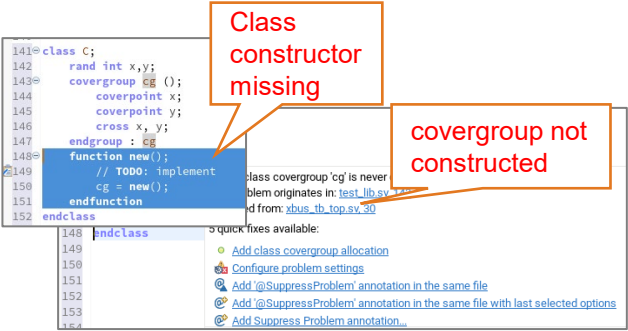 Class
constructor
missing
141 class C;
142 rand int x,y;
143 covergroup cg ();
144 coverpoint x;
145 coverpoint y;
146 cross x, y;
147 endgroup : cg
148 function new();
149 // TODO: implement
150 cg = new();
151 endfunction
152 endclass
covergroup not
constructed
class covergroup 'cg' is never
blem originates in: test_lib.sv,
ed from: xbus_tb_top.sv, 30
5 quick fixes available:
Add class covergroup allocation
Configure problem settings
Add '@SuppressProblem' annotation in the same file
Add '@SuppressProblem' annotation in the same file with last selected options
Add Suppress Problem annotation...
148 endclass
149
150
151
152
153
154